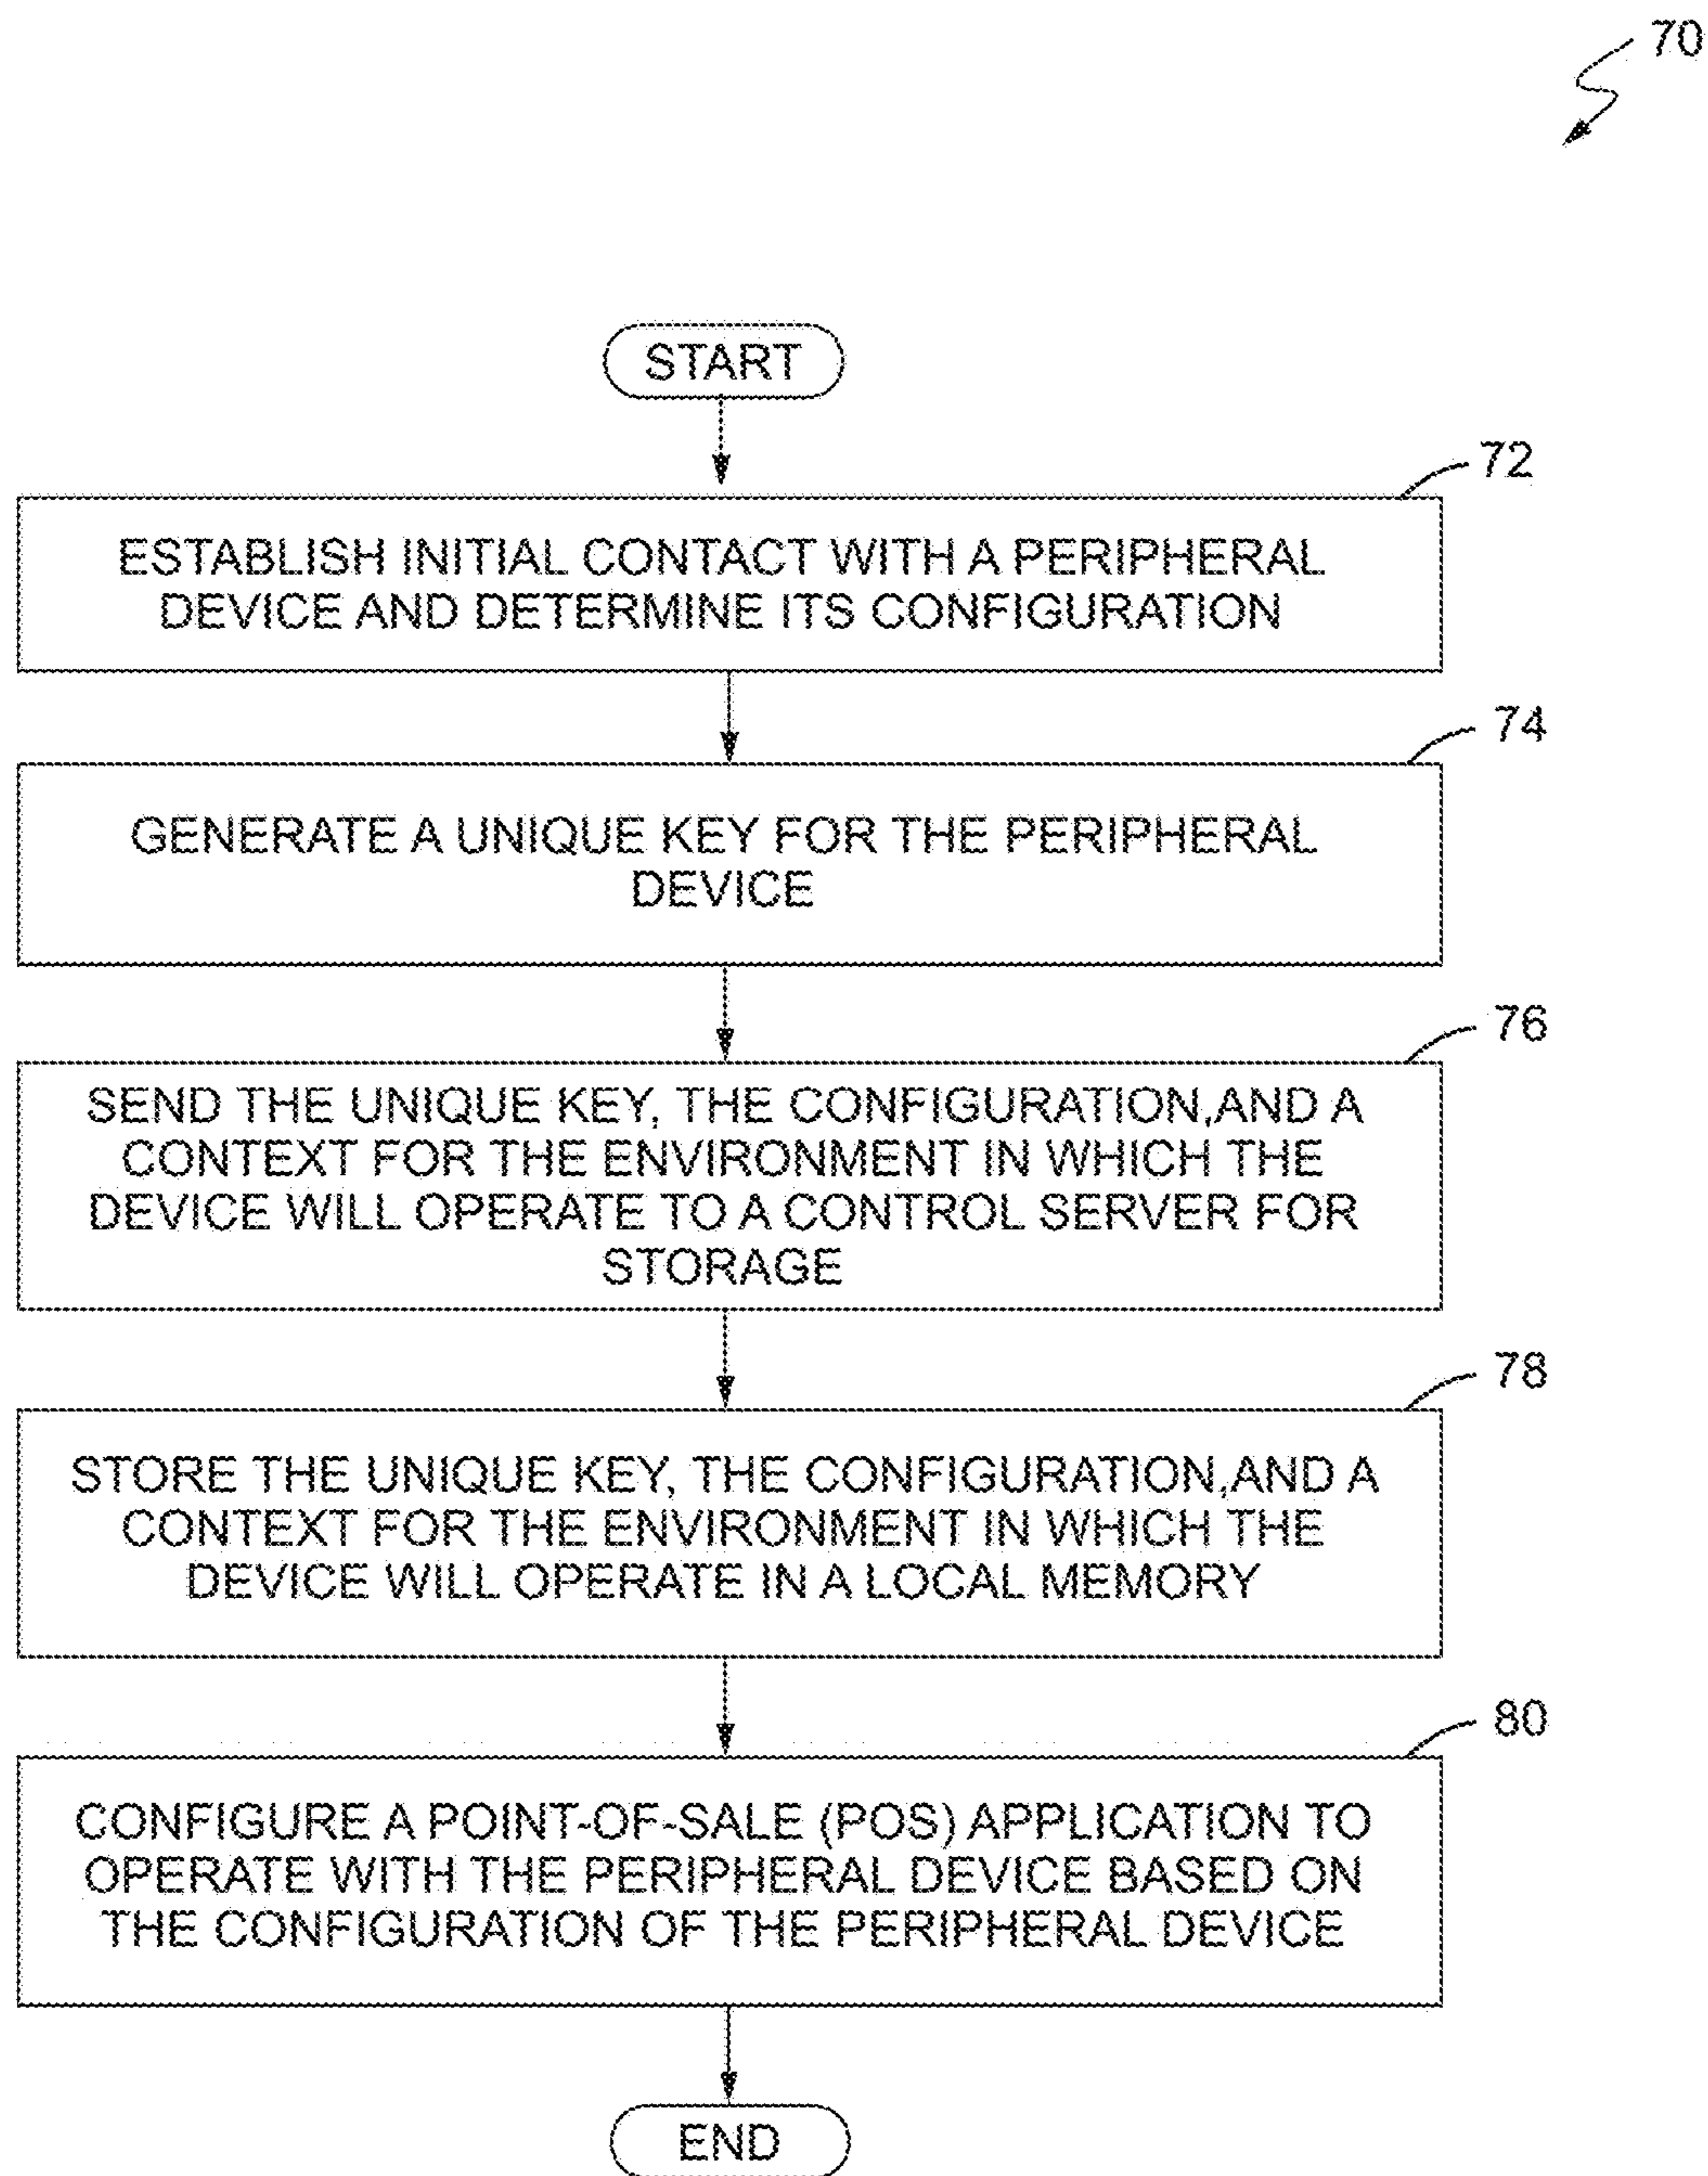 70
START
72
ESTABLISH INITIAL CONTACT WITH A PERIPHERAL
DEVICE AND DETERMINE ITS CONFIGURATION
74
GENERATE A UNIQUE KEY FOR THE PERIPHERAL
DEVICE
76
SEND THE UNIQUE KEY, THE CONFIGURATION,AND A
CONTEXT FOR THE ENVIRONMENT IN WHICH THE
DEVICE WILL OPERATE TO A CONTROL SERVER FOR
STORAGE
78
STORE THE UNIQUE KEY, THE CONFIGURATION,AND A
CONTEXT FOR THE ENVIRONMENT IN WHICH THE
DEVICE WILL OPERATE IN A LOCAL MEMORY
80
CONFIGURE A POINT-OF-SALE (POS) APPLICATION TO
OPERATE WITH THE PERIPHERAL DEVICE BASED ON
THE CONFIGURATION OF THE PERIPHERAL DEVICE
END